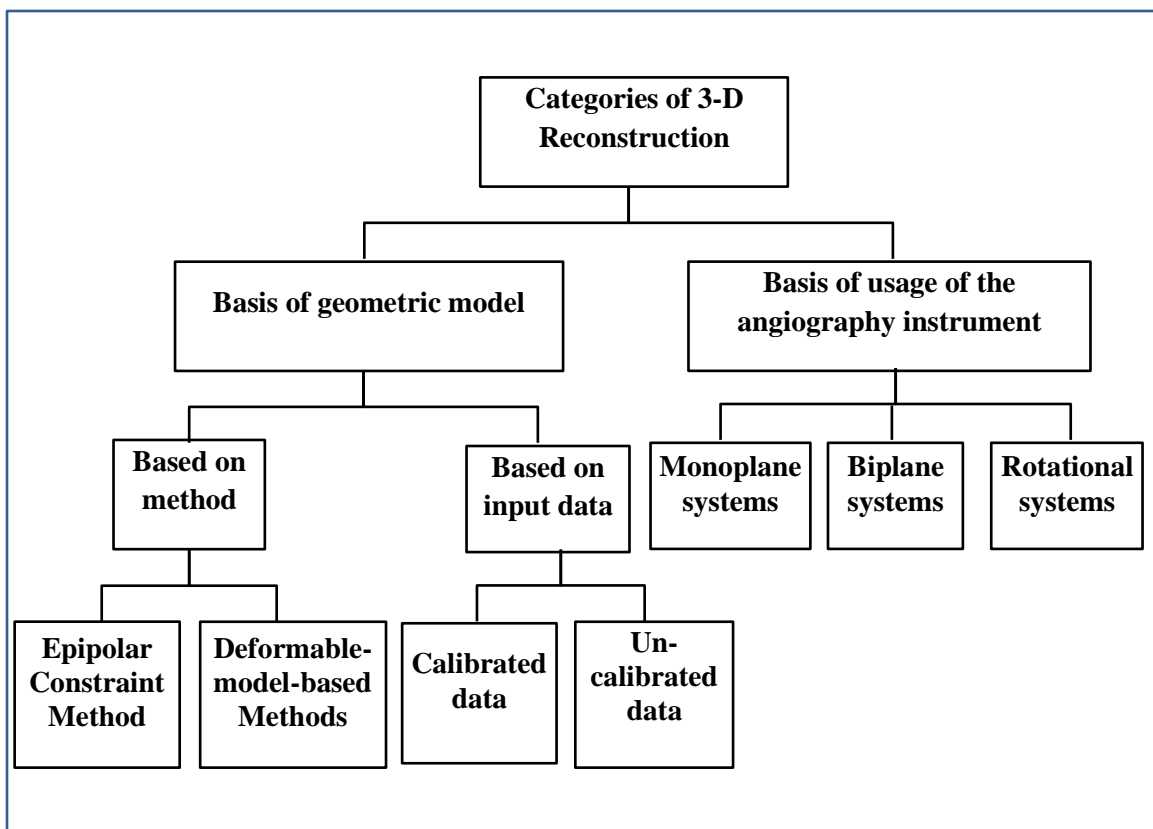 Categories of 3-D
Reconstruction
Basis of geometric model
Basis of usage of the
angiography instrument
Based on
method
Based on
input data
Monoplane
systems
Biplane
systems
Rotational
systems
Epipolar
Constraint
Method
Deformable-
model-based
Methods
Calibrated
data
Un-
calibrated
data